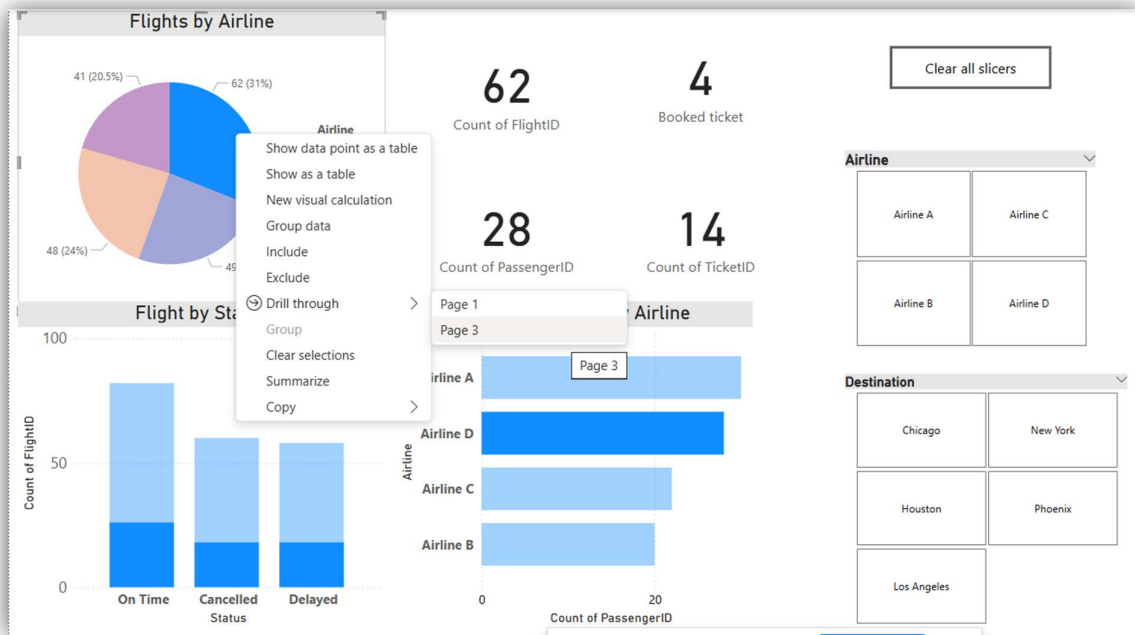 Flights by Airline
41 (20.5%)
62 (31%)
48 (24%)
49
Airline
Show data point as a table
Show as a table
New visual calculation
Group data
Include
Exclude
Drill through
Group
Clear selections
Summarize
Copy
Page 1
Page 3
Page 3
62
Count of FlightID
4
Booked ticket
28
Count of PassengerID
14
Count of TicketID
Clear all slicers
Airline
Airline A
Airline C
Airline B
Airline D
Destination
Chicago
New York
Houston
Phoenix
Los Angeles
Flight by Sta
100
50
0
Count of FlightID
On Time
Cancelled
Delayed
Status
Airline
irline A
Airline D
Airline C
Airline B
Airline
0
20
Count of PassengerID